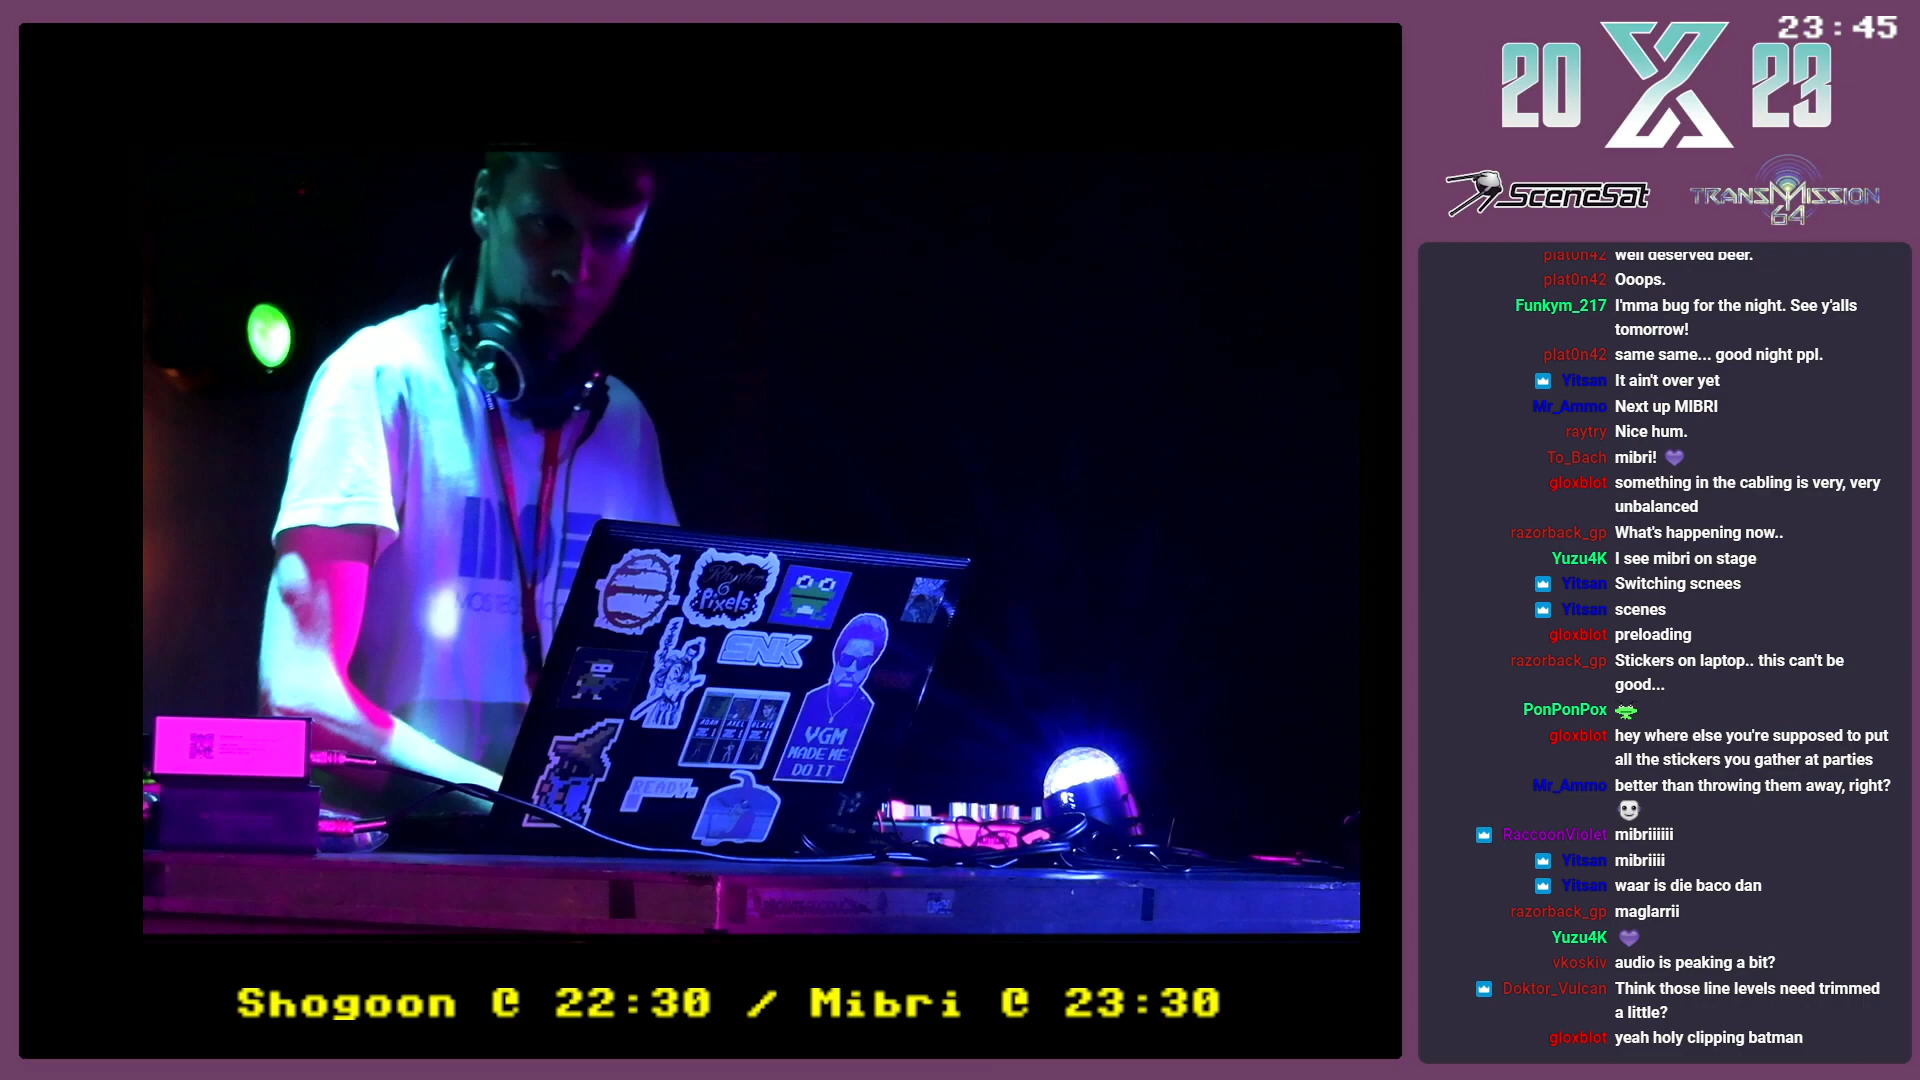 23:45
20 X 23
SceneSat
TRANSMISSION
64
plat0n42 well deserved beer.
plat0n42 Ooops.
Funkym_217 I'mma bug for the night. See y'alls
tomorrow!
plat0n42 same same... good night ppl.
Yitsan It ain't over yet
Mr_Ammo Next up MIBRI
raytry Nice hum.
To_Bach mibri!
gloxblot something in the cabling is very, very
unbalanced
razorback_gp What's happening now..
Yuzu4K I see mibri on stage
Yitsan Switching scnees
Yitsan scenes
gloxblot preloading
razorback_gp Stickers on laptop.. this can't be
good...
PonPonPox
gloxblot hey where else you're supposed to put
all the stickers you gather at parties
Mr_Ammo better than throwing them away, right?
RaccoonViolet mibriiiiii
Yitsan mibriiii
Yitsan waar is die baco dan
razorback_gp maglarrii
Yuzu4K
vkoskiv audio is peaking a bit?
Doktor_Vulcan Think those line levels need trimmed
a little?
gloxblot yeah holy clipping batman
Rhythm
&
Pixels
SNK
ADAM AXEL BLAZE
VGM
MADE ME
DO IT
READY.
Shogoon @ 22:30 / Mibri @ 23:30